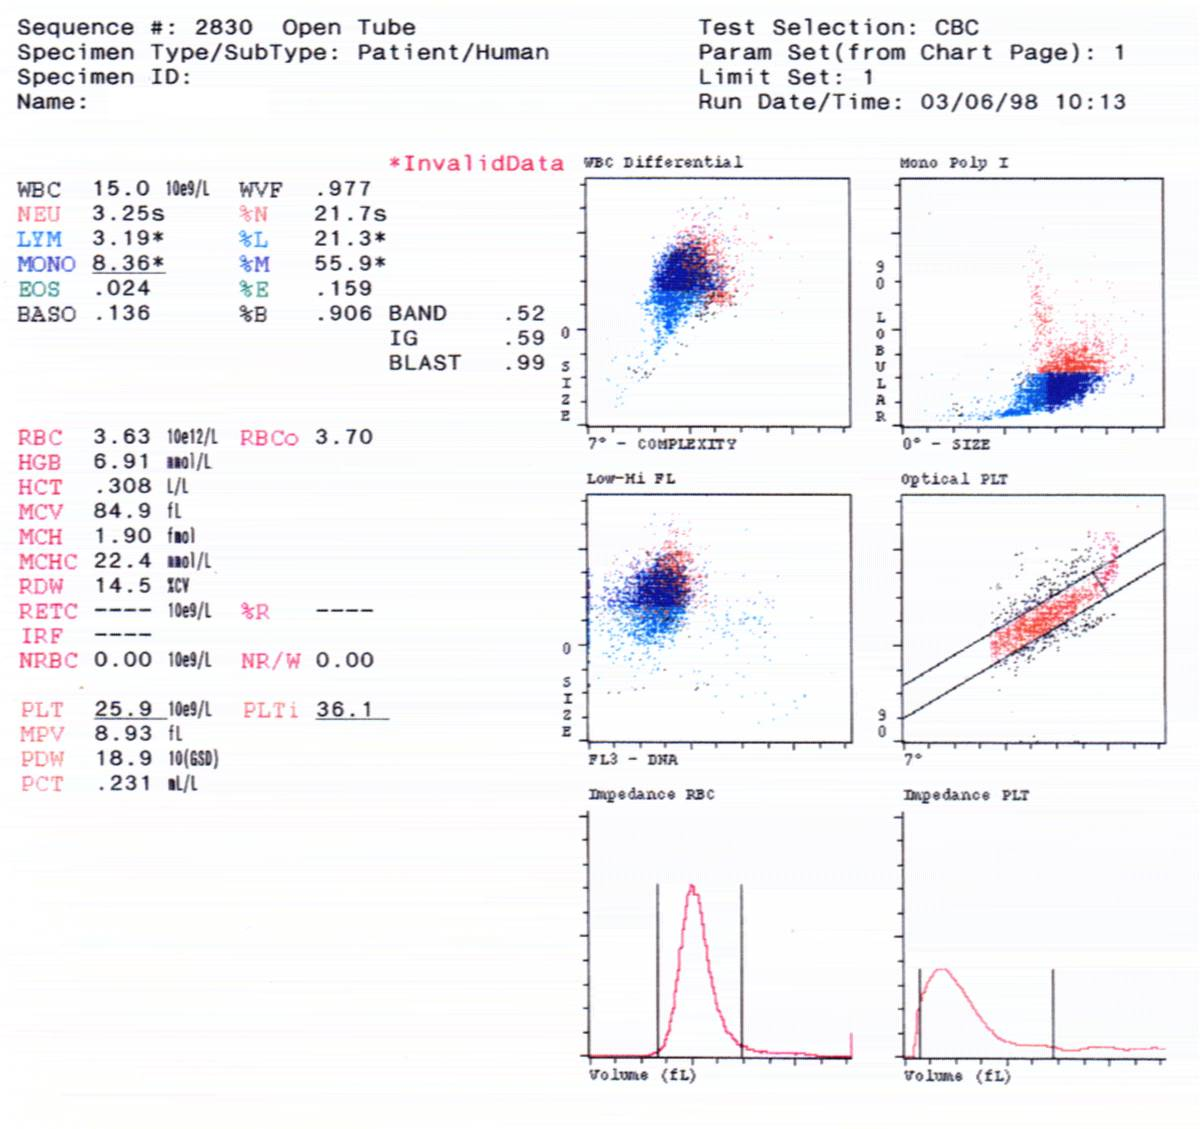 Sequence #: 2830  Open Tube
Specimen Type/SubType: Patient/Human
Specimen ID:
Name:
Test Selection: CBC
Param Set(from Chart Page): 1
Limit Set: 1
Run Date/Time: 03/06/98 10:13
*InvalidData
WBC 15.0 10e9/L WVF .977
NEU 3.25s %N 21.7s
LYM 3.19* %L 21.3*
MONO 8.36* %M 55.9*
EOS .024 %E .159
BASO .136 %B .906 BAND .52
IG .59
BLAST .99
RBC 3.63 10e12/L RBCo 3.70
HGB 6.91 mmol/L
HCT .308 L/L
MCV 84.9 fL
MCH 1.90 fmol
MCHC 22.4 mmol/L
RDW 14.5 %CV
RETC ---- 10e9/L %R ----
IRF ----
NRBC 0.00 10e9/L NR/W 0.00
PLT 25.9 10e9/L PLTi 36.1
MPV 8.93 fL
PDW 18.9 10(GSD)
PCT .231 mL/L
WBC Differential
0 SIZE
7° - COMPLEXITY
Mono Poly I
90 LOBULAR
0° - SIZE
Low-Hi FL
0 SIZE
FL3 - DNA
Optical PLT
90
7°
Impedance RBC
Volume (fL)
Impedance PLT
Volume (fL)